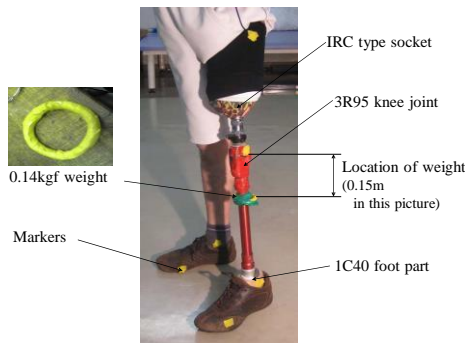 IRC type socket
3R95 knee joint
0.14kgf weight
Location of weight
(0.15m
in this picture)
Markers
1C40 foot part